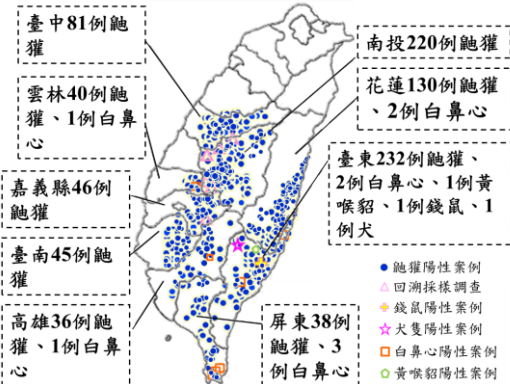 臺中81例鼬
獾
南投220例鼬獾
雲林40例鼬
獾、1例白鼻
心
花蓮130例鼬獾
、2例白鼻心
臺東232例鼬獾、
2例白鼻心、1例黃
喉貂、1例錢鼠、1
例犬
嘉義縣46例
鼬獾
臺南45例鼬
獾
高雄36例鼬
獾、1例白鼻
心
屏東38例
鼬獾、3
例白鼻心
鼬獾陽性案例
回溯採樣調查
錢鼠陽性案例
犬隻陽性案例
白鼻心陽性案例
黃喉貂陽性案例